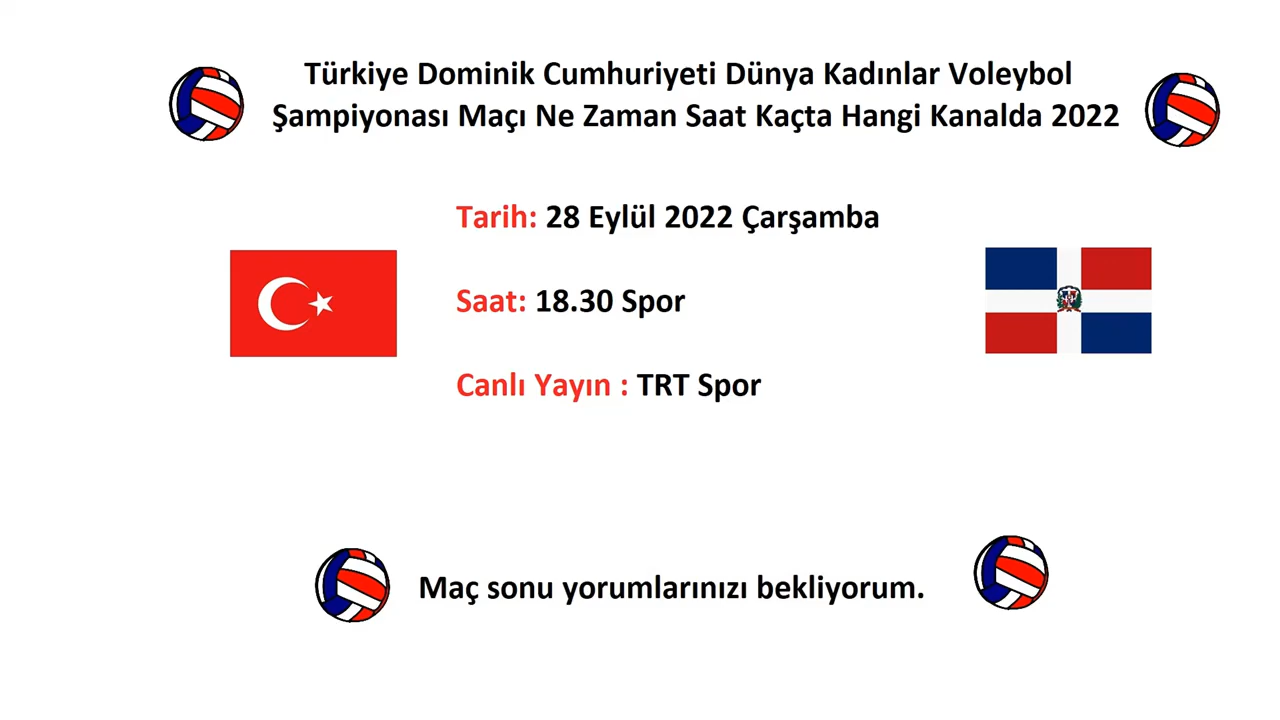 Türkiye Dominik Cumhuriyeti Dünya Kadınlar Voleybol
Şampiyonası Maçı Ne Zaman Saat Kaçta Hangi Kanalda 2022
Tarih: 28 Eylül 2022 Çarşamba
Saat: 18.30 Spor
Canlı Yayın : TRT Spor
Maç sonu yorumlarınızı bekliyorum.